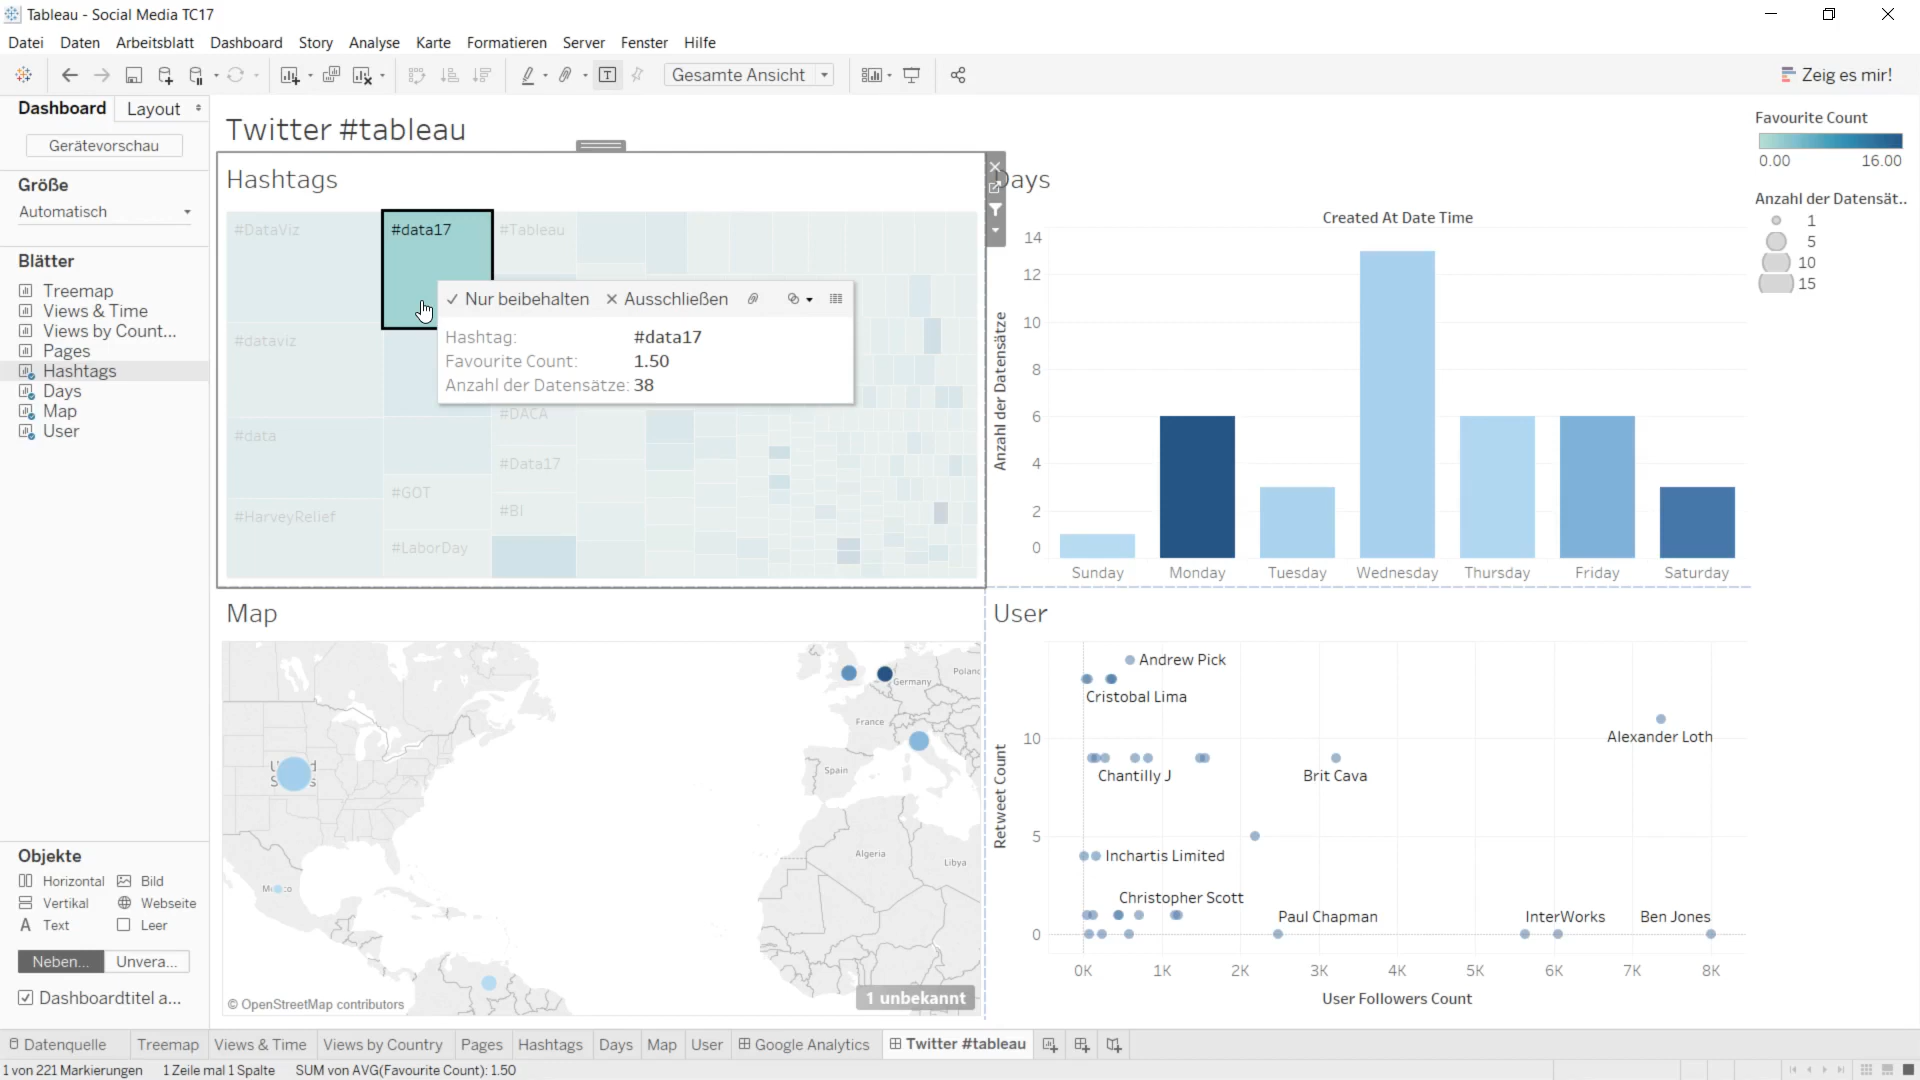 Tableau - Social Media TC17
Datei Daten Arbeitsblatt Dashboard Story Analyse Karte Formatieren Server Fenster Hilfe
Gesamte Ansicht
Zeig es mir!
Dashboard Layout
Gerätevorschau
Größe
Automatisch
Blätter
Treemap
Views & Time
Views by Count...
Pages
Hashtags
Days
Map
User
Objekte
Horizontal Bild
Vertikal Webseite
Text Leer
Neben... Unvera...
Dashboardtitel a...
Twitter #tableau
Hashtags
#DataViz
#data17
#Tableau
#dataviz
#data
#HarveyRelief
#GOT
#LaborDay
#DACA
#Data17
#BI
Nur beibehalten Ausschließen
Hashtag: #data17
Favourite Count: 1.50
Anzahl der Datensätze: 38
Days
Created At Date Time
Anzahl der Datensätze
14
12
10
8
6
4
2
0
Sunday Monday Tuesday Wednesday Thursday Friday Saturday
Favourite Count
0.00 16.00
Anzahl der Datensät..
1
5
10
15
Map
Poland
Germany
France
Spain
Algeria
Libya
© OpenStreetMap contributors
1 unbekannt
User
Retweet Count
10
5
0
Andrew Pick
Cristobal Lima
Alexander Loth
Chantilly J
Brit Cava
Inchartis Limited
Christopher Scott
Paul Chapman
InterWorks
Ben Jones
0K 1K 2K 3K 4K 5K 6K 7K 8K
User Followers Count
Datenquelle Treemap Views & Time Views by Country Pages Hashtags Days Map User Google Analytics Twitter #tableau
1 von 221 Markierungen 1 Zeile mal 1 Spalte SUM von AVG(Favourite Count): 1.50